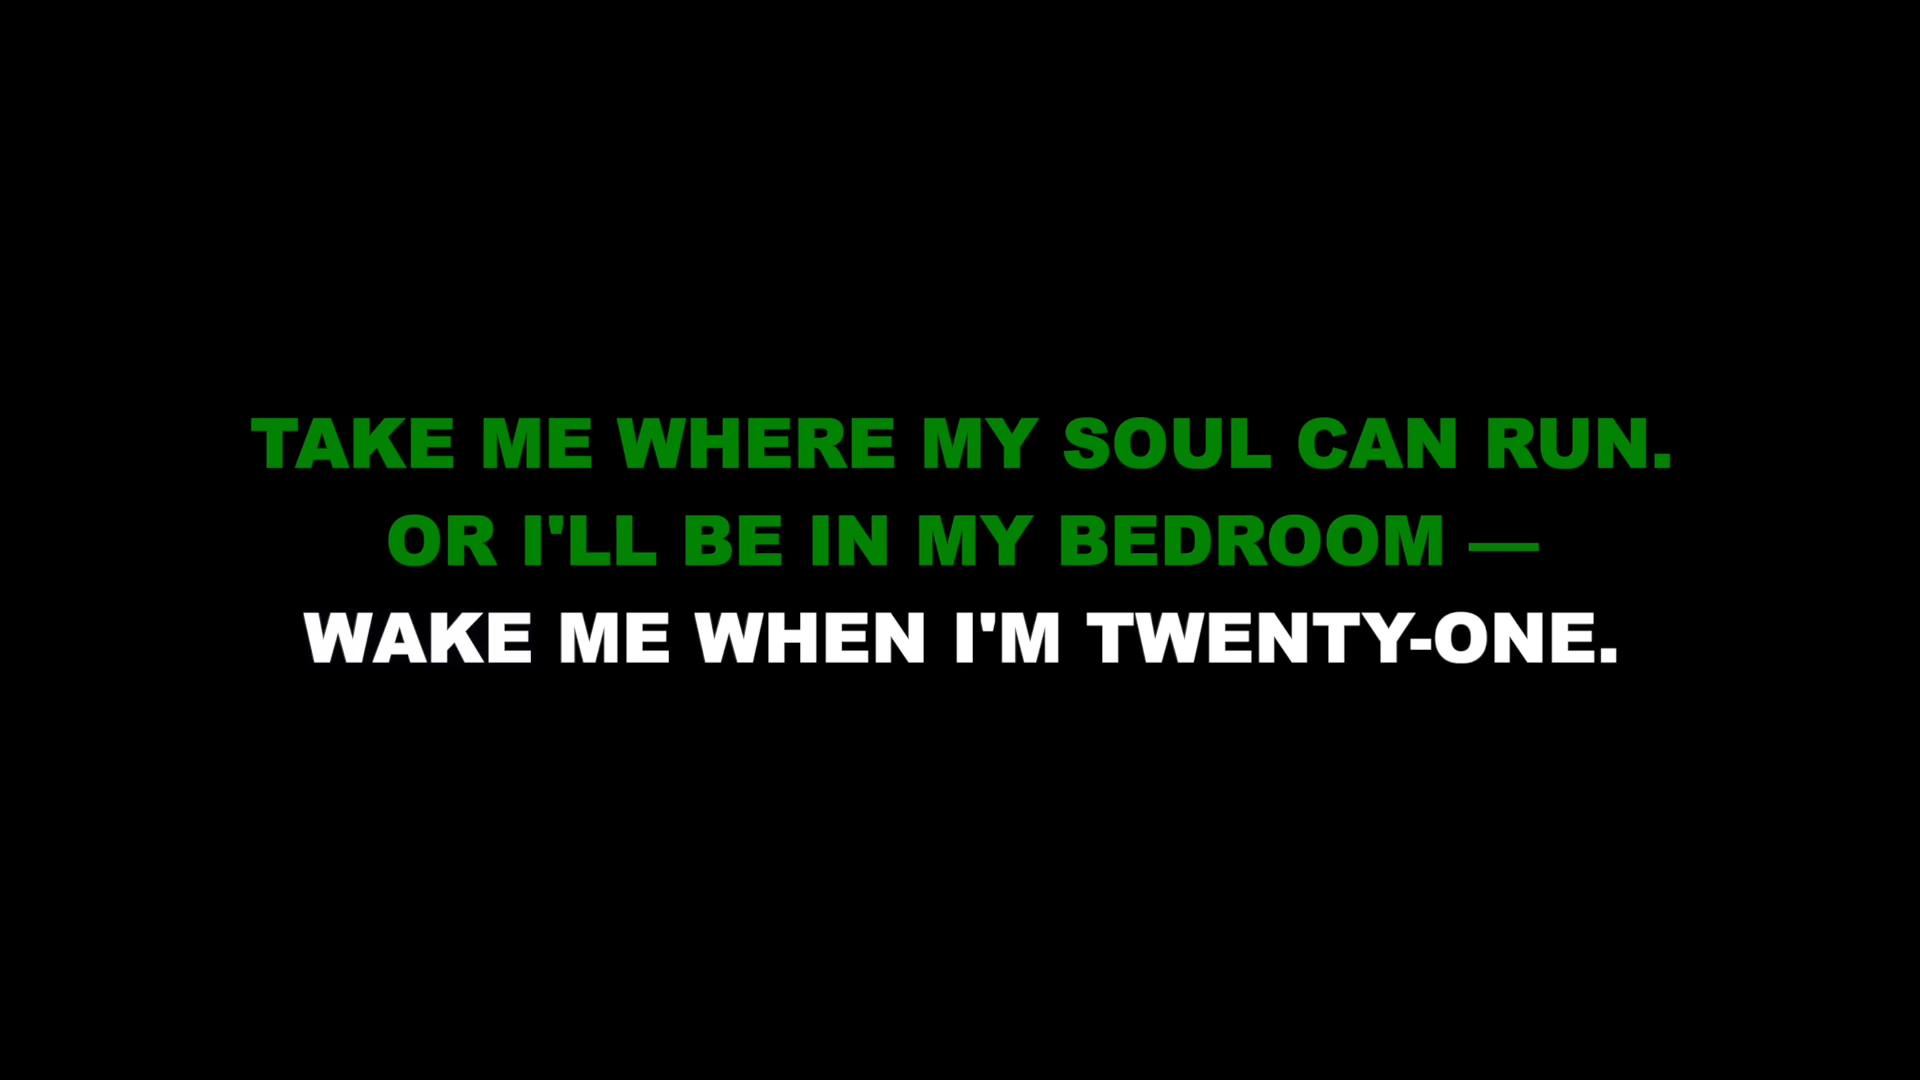 TAKE ME WHERE MY SOUL CAN RUN.
OR I'LL BE IN MY BEDROOM —
WAKE ME WHEN I'M TWENTY-ONE.